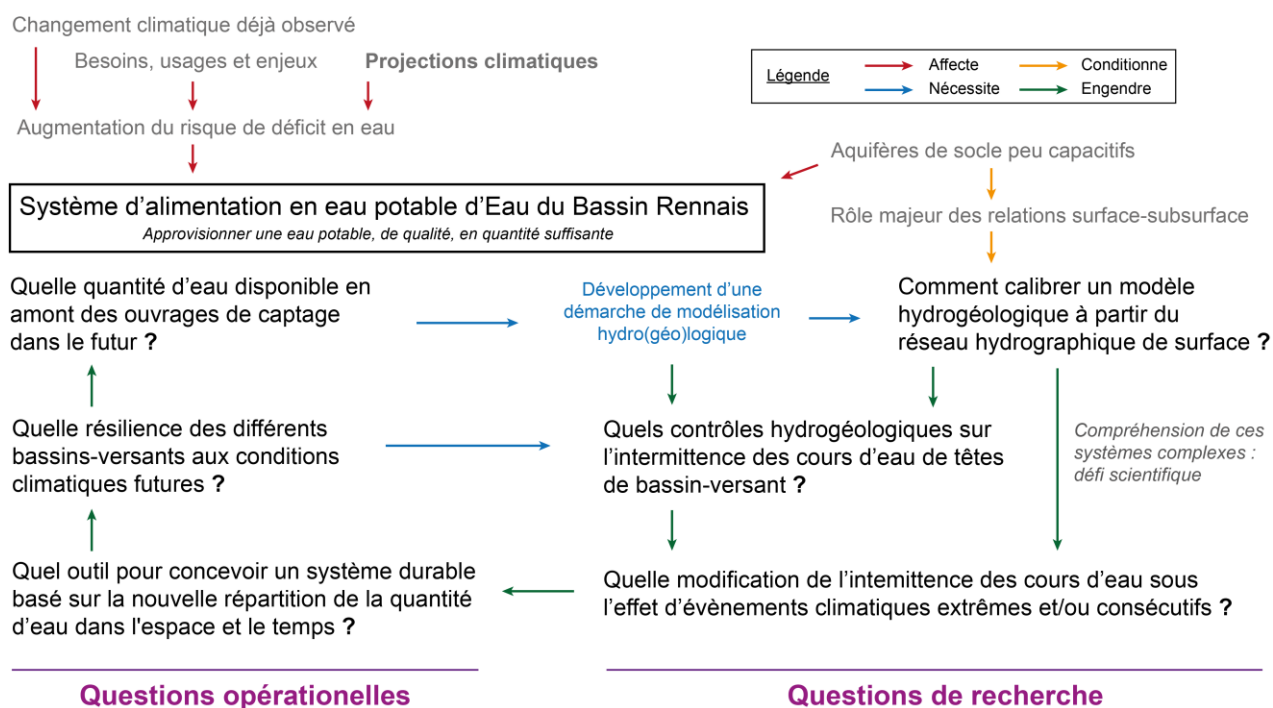 Changement climatique déjà observé
Besoins, usages et enjeux
Projections climatiques
Augmentation du risque de déficit en eau
Légende
Affecte
Conditionne
Nécessite
Engendre
Aquifères de socle peu capacitifs
Rôle majeur des relations surface-subsurface
Système d'alimentation en eau potable d'Eau du Bassin Rennais
Approvisionner une eau potable, de qualité, en quantité suffisante
Quelle quantité d'eau disponible en
amont des ouvrages de captage
dans le futur ?
Développement d'une
démarche de modélisation
hydro(géo)logique
Comment calibrer un modèle
hydrogéologique à partir du
réseau hydrographique de surface ?
Quelle résilience des différents
bassins-versants aux conditions
climatiques futures ?
Quels contrôles hydrogéologiques sur
l'intermittence des cours d'eau de têtes
de bassin-versant ?
Compréhension de ces
systèmes complexes :
défi scientifique
Quel outil pour concevoir un système durable
basé sur la nouvelle répartition de la quantité
d'eau dans l'espace et le temps ?
Quelle modification de l'intemittence des cours d'eau sous
l'effet d'évènements climatiques extrêmes et/ou consécutifs ?
Questions opérationelles
Questions de recherche